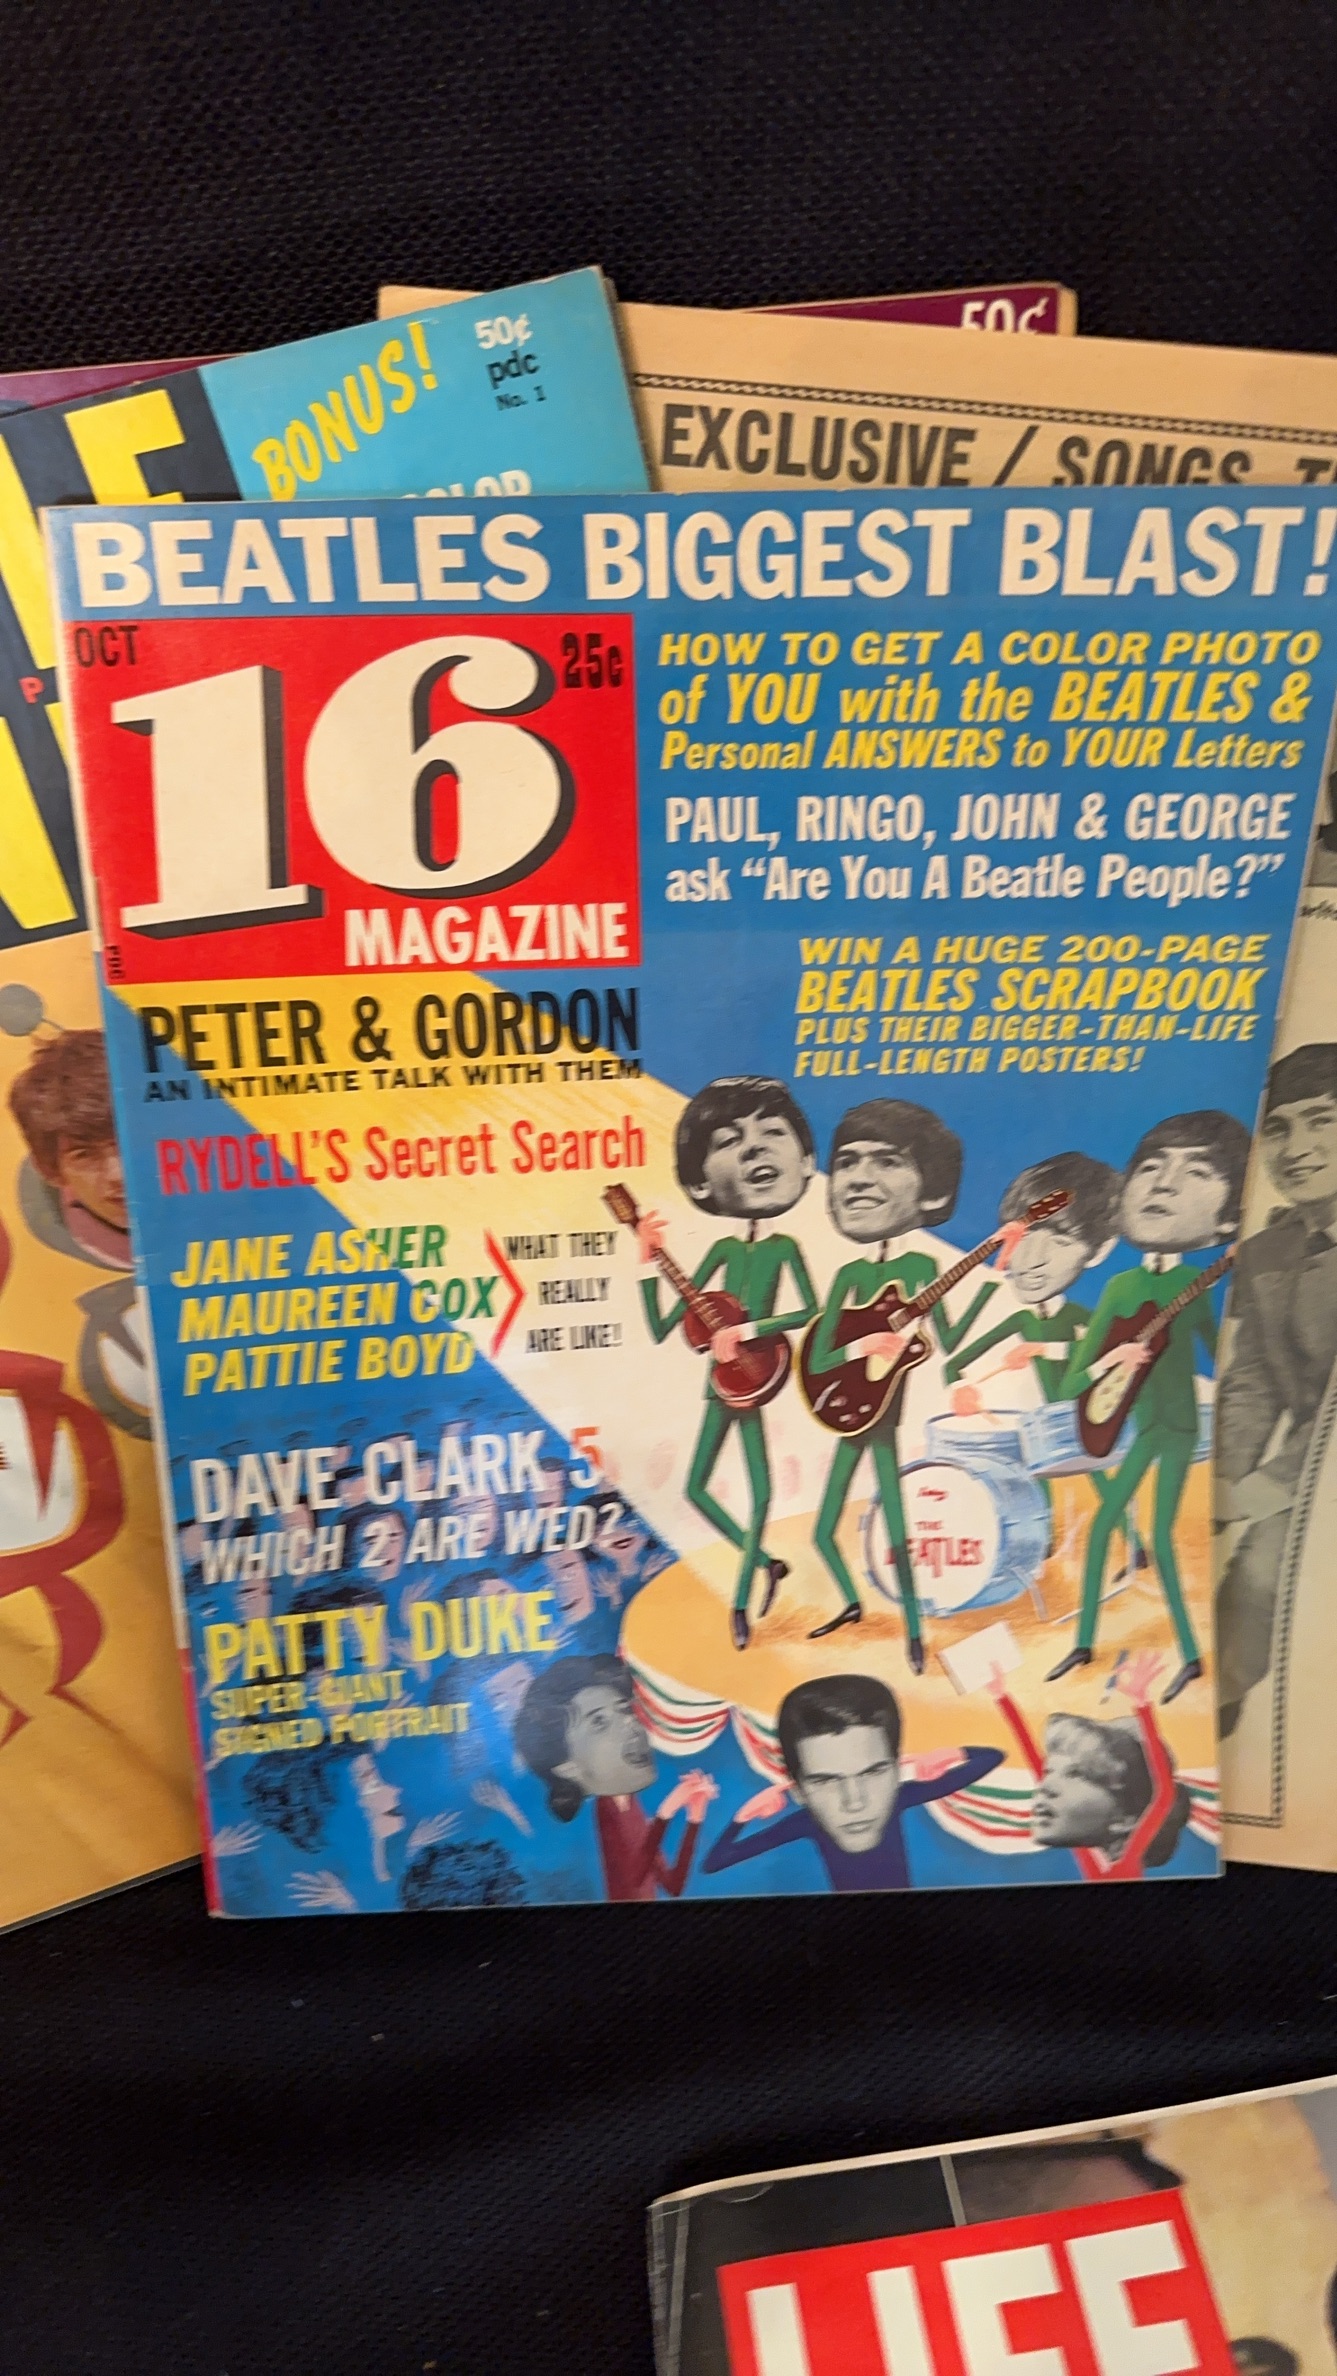 50¢
50¢
BONUS!
pdc
No. 1
EXCLUSIVE / SONGS
P
BEATLES BIGGEST BLAST!
OCT
25¢
16
MAGAZINE
HOW TO GET A COLOR PHOTO
of YOU with the BEATLES &
Personal ANSWERS to YOUR Letters
PAUL, RINGO, JOHN & GEORGE
ask “Are You A Beatle People?”
WIN A HUGE 200-PAGE
BEATLES SCRAPBOOK
PLUS THEIR BIGGER-THAN-LIFE
FULL-LENGTH POSTERS!
PETER & GORDON
AN INTIMATE TALK WITH THEM
RYDELL'S Secret Search
JANE ASHER
MAUREEN COX
PATTIE BOYD
WHAT THEY
REALLY
ARE LIKE!
DAVE CLARK 5
WHICH 2 ARE WED?
PATTY DUKE
SUPER-GIANT
SIGNED PORTRAIT
THE
BEATLES
LIFE